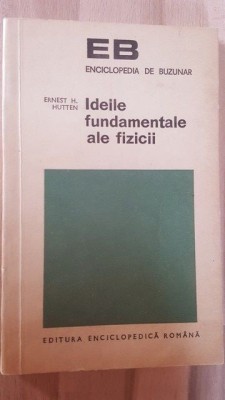 EB
ENCICLOPEDIA DE BUZUNAR
ERNEST H.
HUTTEN
Ideile
fundamentale
ale fizicii
EDITURA ENCICLOPEDICĂ ROMÂNĂ